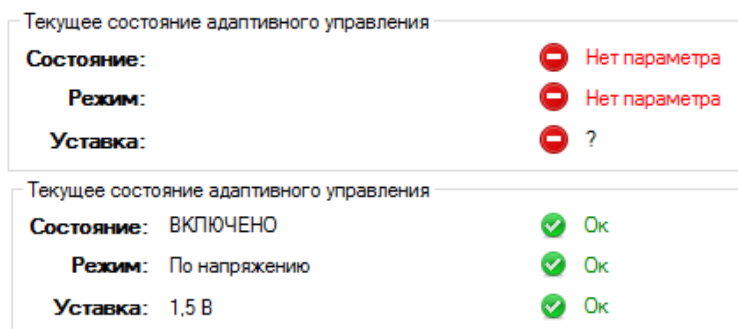 Текущее состояние адаптивного управления
Состояние: Нет параметра
Режим: Нет параметра
Уставка: ?
Текущее состояние адаптивного управления
Состояние: ВКЛЮЧЕНО Ок
Режим: По напряжению Ок
Уставка: 1,5 В Ок